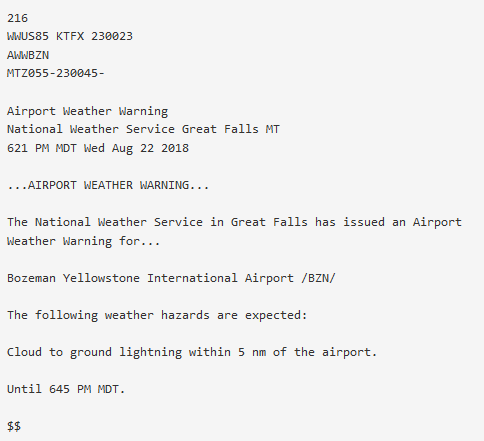 216
WWUS85 KTFX 230023
AWWBZN
MTZ055-230045-
Airport Weather Warning
National Weather Service Great Falls MT
621 PM MDT Wed Aug 22 2018
...AIRPORT WEATHER WARNING...
The National Weather Service in Great Falls has issued an Airport
Weather Warning for...
Bozeman Yellowstone International Airport /BZN/
The following weather hazards are expected:
Cloud to ground lightning within 5 nm of the airport.
Until 645 PM MDT.
$$